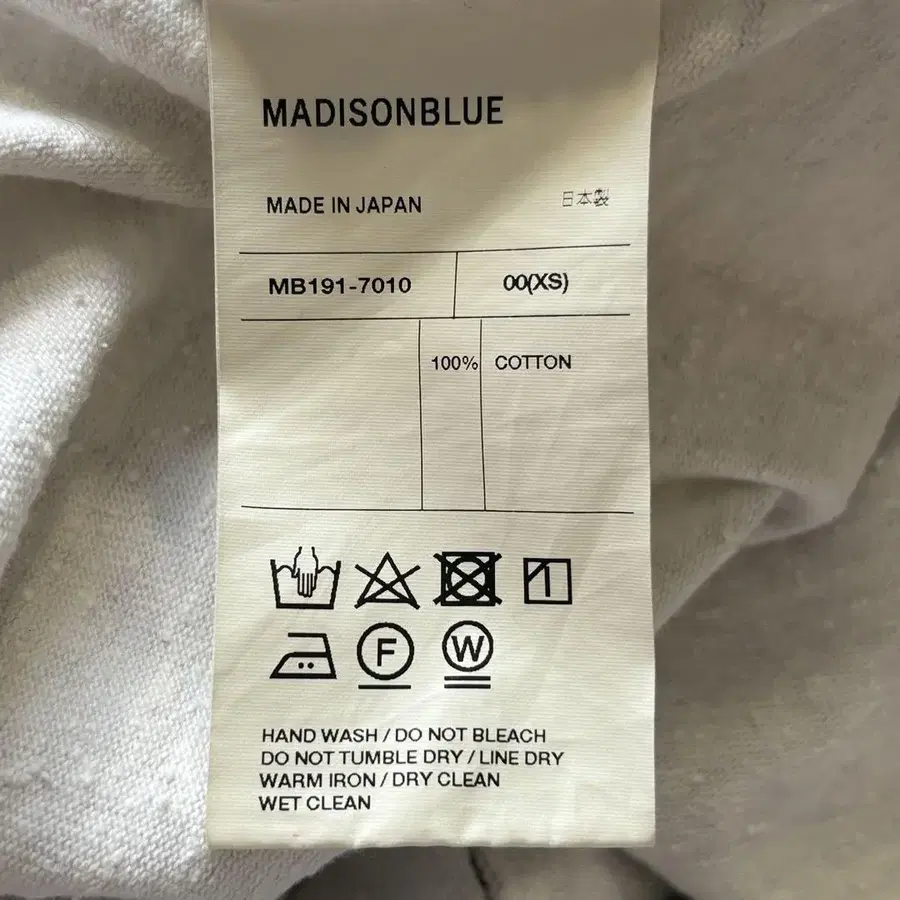 MADISONBLUE
MADE IN JAPAN 日本製
MB191-7010 00(XS)
100% COTTON
F W
HAND WASH / DO NOT BLEACH
DO NOT TUMBLE DRY / LINE DRY
WARM IRON / DRY CLEAN
WET CLEAN